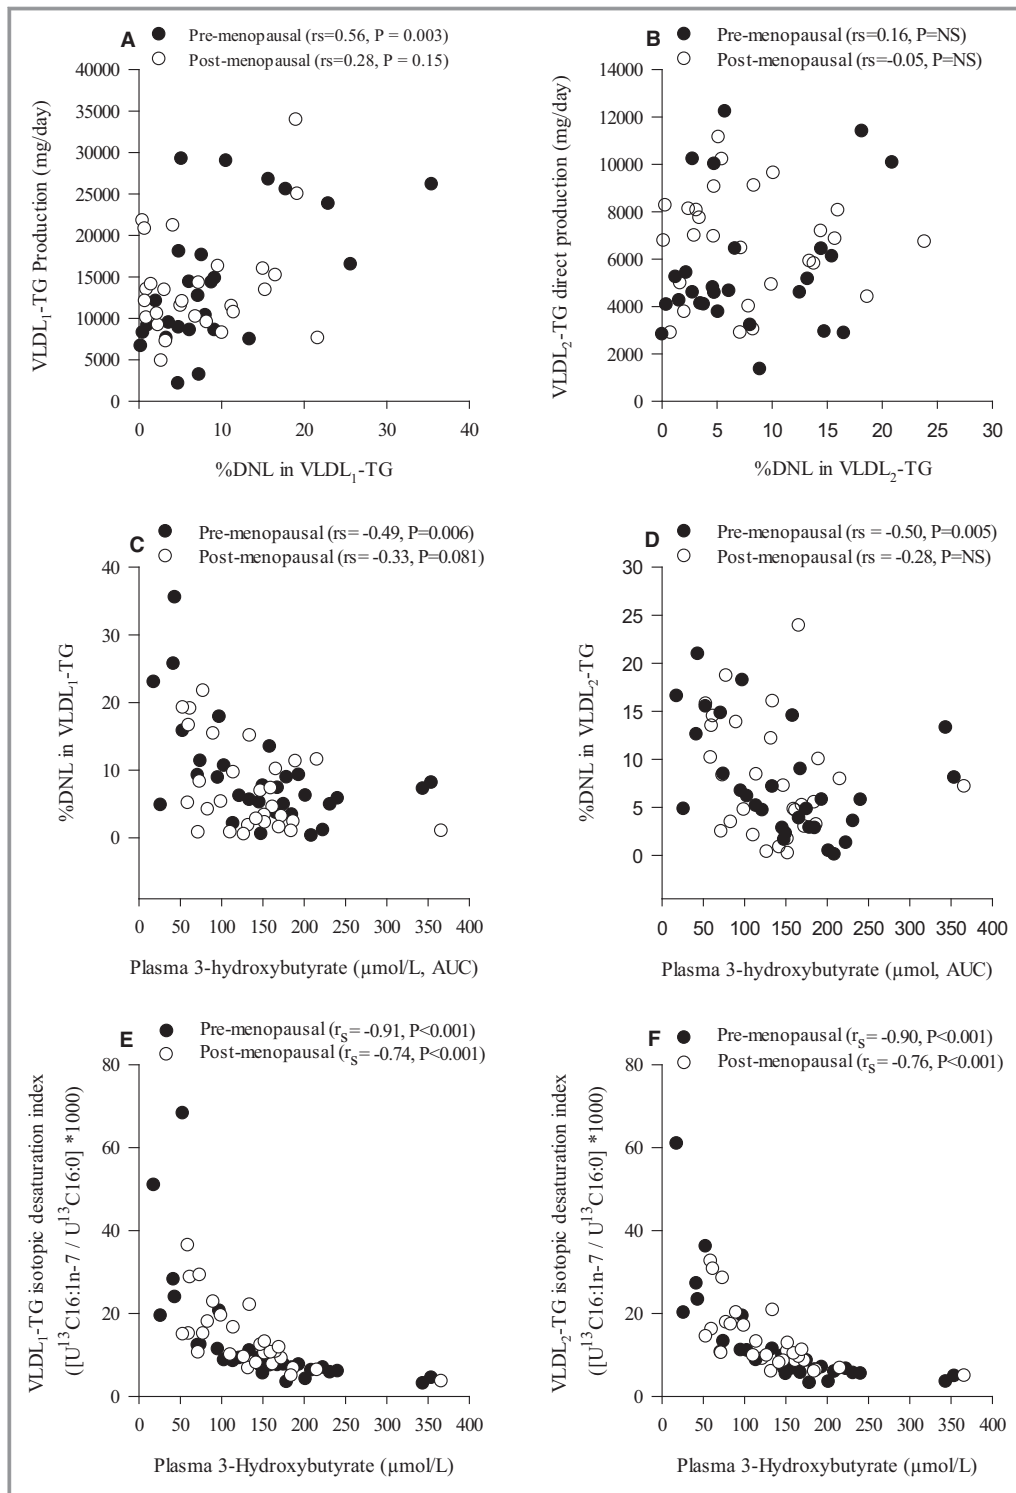 A
Pre-menopausal (rs=0.56, P = 0.003)
Post-menopausal (rs=0.28, P = 0.15)
VLDL1-TG Production (mg/day)
40000
35000
30000
25000
20000
15000
10000
5000
0
0 10 20 30 40
%DNL in VLDL1-TG
B
Pre-menopausal (rs=0.16, P=NS)
Post-menopausal (rs=-0.05, P=NS)
VLDL2-TG direct production (mg/day)
14000
12000
10000
8000
6000
4000
2000
0
0 5 10 15 20 25 30
%DNL in VLDL2-TG
C
Pre-menopausal (rs= -0.49, P=0.006)
Post-menopausal (rs= -0.33, P=0.081)
%DNL in VLDL1-TG
40
30
20
10
0
0 50 100 150 200 250 300 350 400
Plasma 3-hydroxybutyrate (µmol/L, AUC)
D
Pre-menopausal (rs = -0.50, P=0.005)
Post-menopausal (rs = -0.28, P=NS)
%DNL in VLDL2-TG
30
25
20
15
10
5
0
0 50 100 150 200 250 300 350 400
Plasma 3-hydroxybutyrate (µmol, AUC)
E
Pre-menopausal (rs= -0.91, P<0.001)
Post-menopausal (rs= -0.74, P<0.001)
VLDL1-TG isotopic desaturation index
([U13C16:1n-7 / U13C16:0] *1000)
80
60
40
20
0
0 50 100 150 200 250 300 350 400
Plasma 3-Hydroxybutyrate (µmol/L)
F
Pre-menopausal (rs= -0.90, P<0.001)
Post-menopausal (rs= -0.76, P<0.001)
VLDL2-TG isotopic desaturation index
([U13C16:1n-7 / U13C16:0] *1000)
80
60
40
20
0
0 50 100 150 200 250 300 350 400
Plasma 3-Hydroxybutyrate (µmol/L)